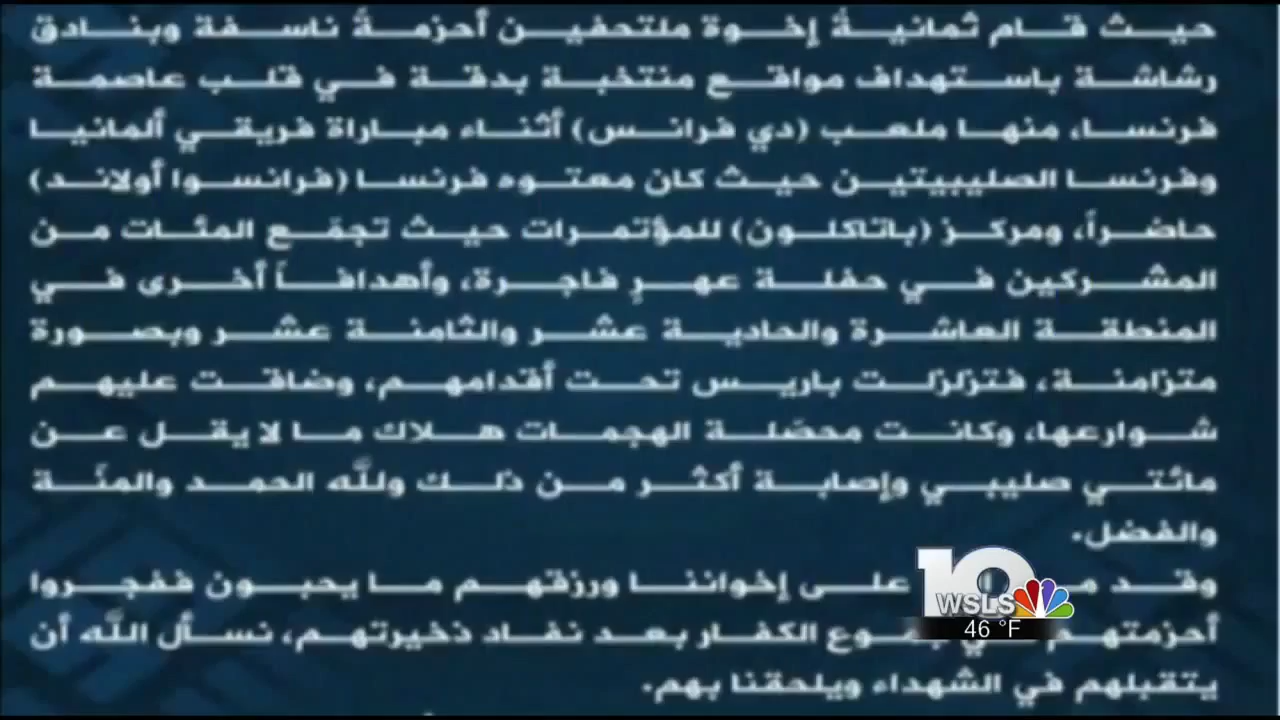 حيث قام ثمانيةُ إخوة ملتحفين أحزمةً ناسفة وبنادق
رشاشة باستهداف مواقع منتخبة بدقة في قلب عاصمة
فرنسا، منها ملعب (دي فرانس) أثناء مباراة فريقي ألمانيا
وفرنسا الصليبيتين حيث كان معتوه فرنسا (فرانسوا أولاند)
حاضراً، ومركز (باتاكلون) للمؤتمرات حيث تجمّع المئات من
المشركين في حفلة عهرٍ فاجرة، وأهدافاً أخرى في
المنطقة العاشرة والحادية عشر والثامنة عشر وبصورة
متزامنة، فتزلزلت باريس تحت أقدامهم، وضاقت عليهم
شوارعها، وكانت محصّلة الهجمات هلاك ما لا يقل عن
مائتي صليبي وإصابة أكثر من ذلك ولله الحمد والمنّة
والفضل.
وقد على إخواننا ورزقهم ما يحبون ففجروا
أحزمتهم الكفار بعد نفاد ذخيرتهم، نسأل الله أن
يتقبلهم في الشهداء ويلحقنا بهم.
10
WSLS
46 °F